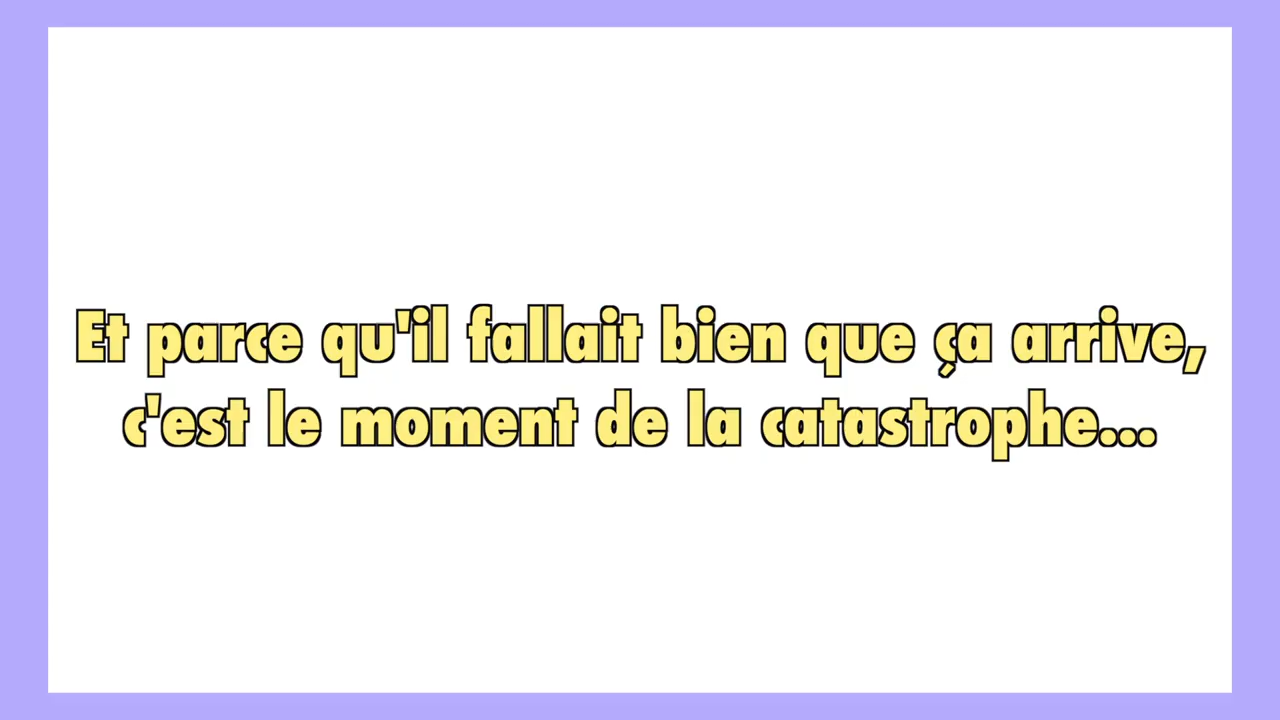 Et parce qu'il fallait bien que ça arrive,
c'est le moment de la catastrophe...